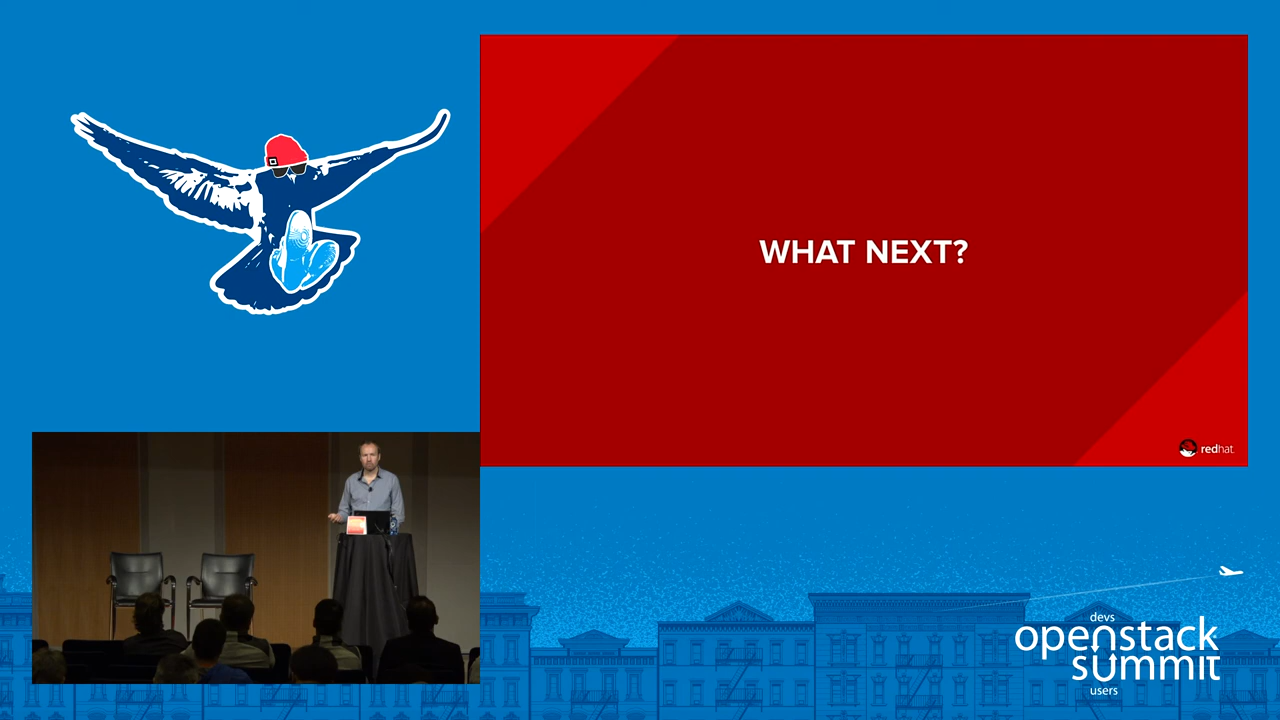 WHAT NEXT?
redhat.
devs
openstack
summit
users